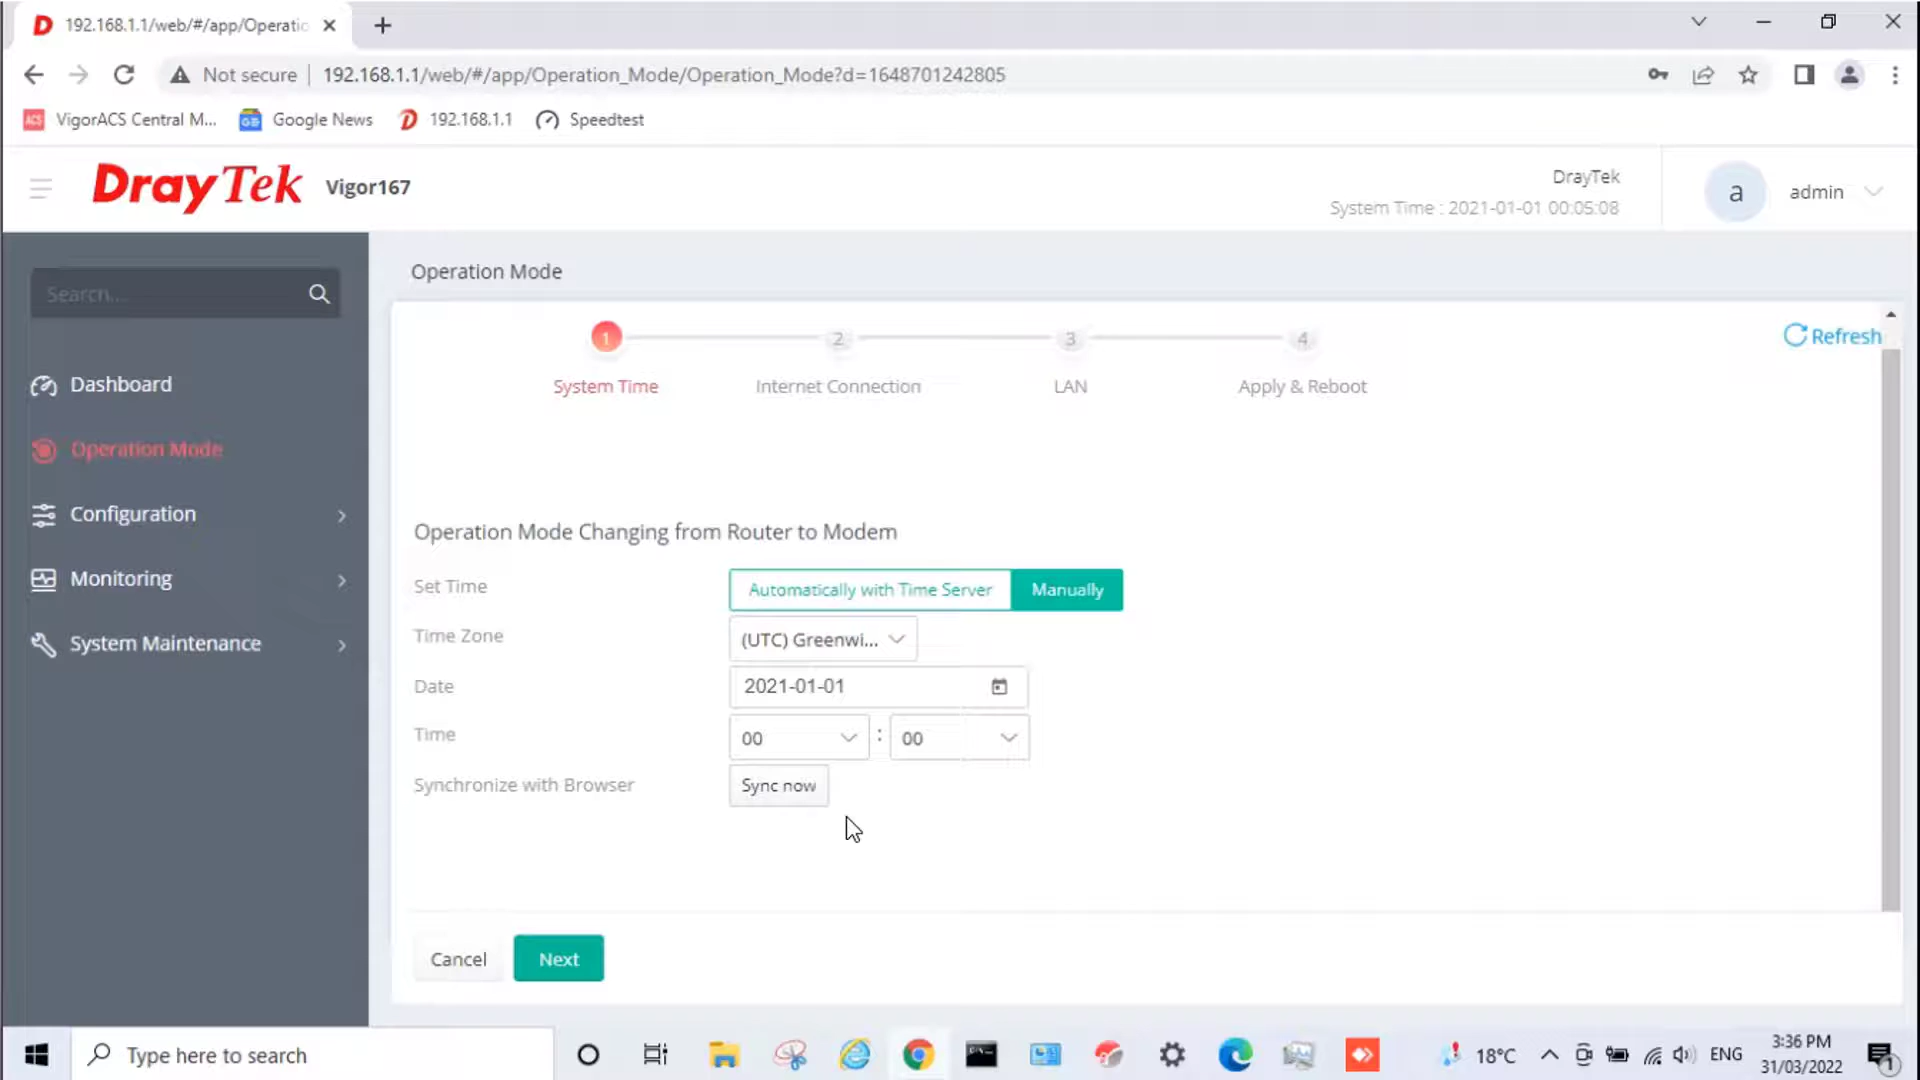 192.168.1.1/web/#/app/Operatio
Not secure
192.168.1.1/web/#/app/Operation_Mode/Operation_Mode?d=1648701242805
ACS VigorACS Central M...
Google News
192.168.1.1
Speedtest
DrayTek
Vigor167
DrayTek
System Time : 2021-01-01 00:05:08
a
admin
Search...
Operation Mode
1
2
3
4
Refresh
System Time
Internet Connection
LAN
Apply & Reboot
Dashboard
Operation Mode
Configuration
Monitoring
System Maintenance
Operation Mode Changing from Router to Modem
Set Time
Automatically with Time Server
Manually
Time Zone
(UTC) Greenwi...
Date
2021-01-01
Time
00 : 00
Synchronize with Browser
Sync now
Cancel
Next
Type here to search
18°C
ENG
3:36 PM
31/03/2022
1